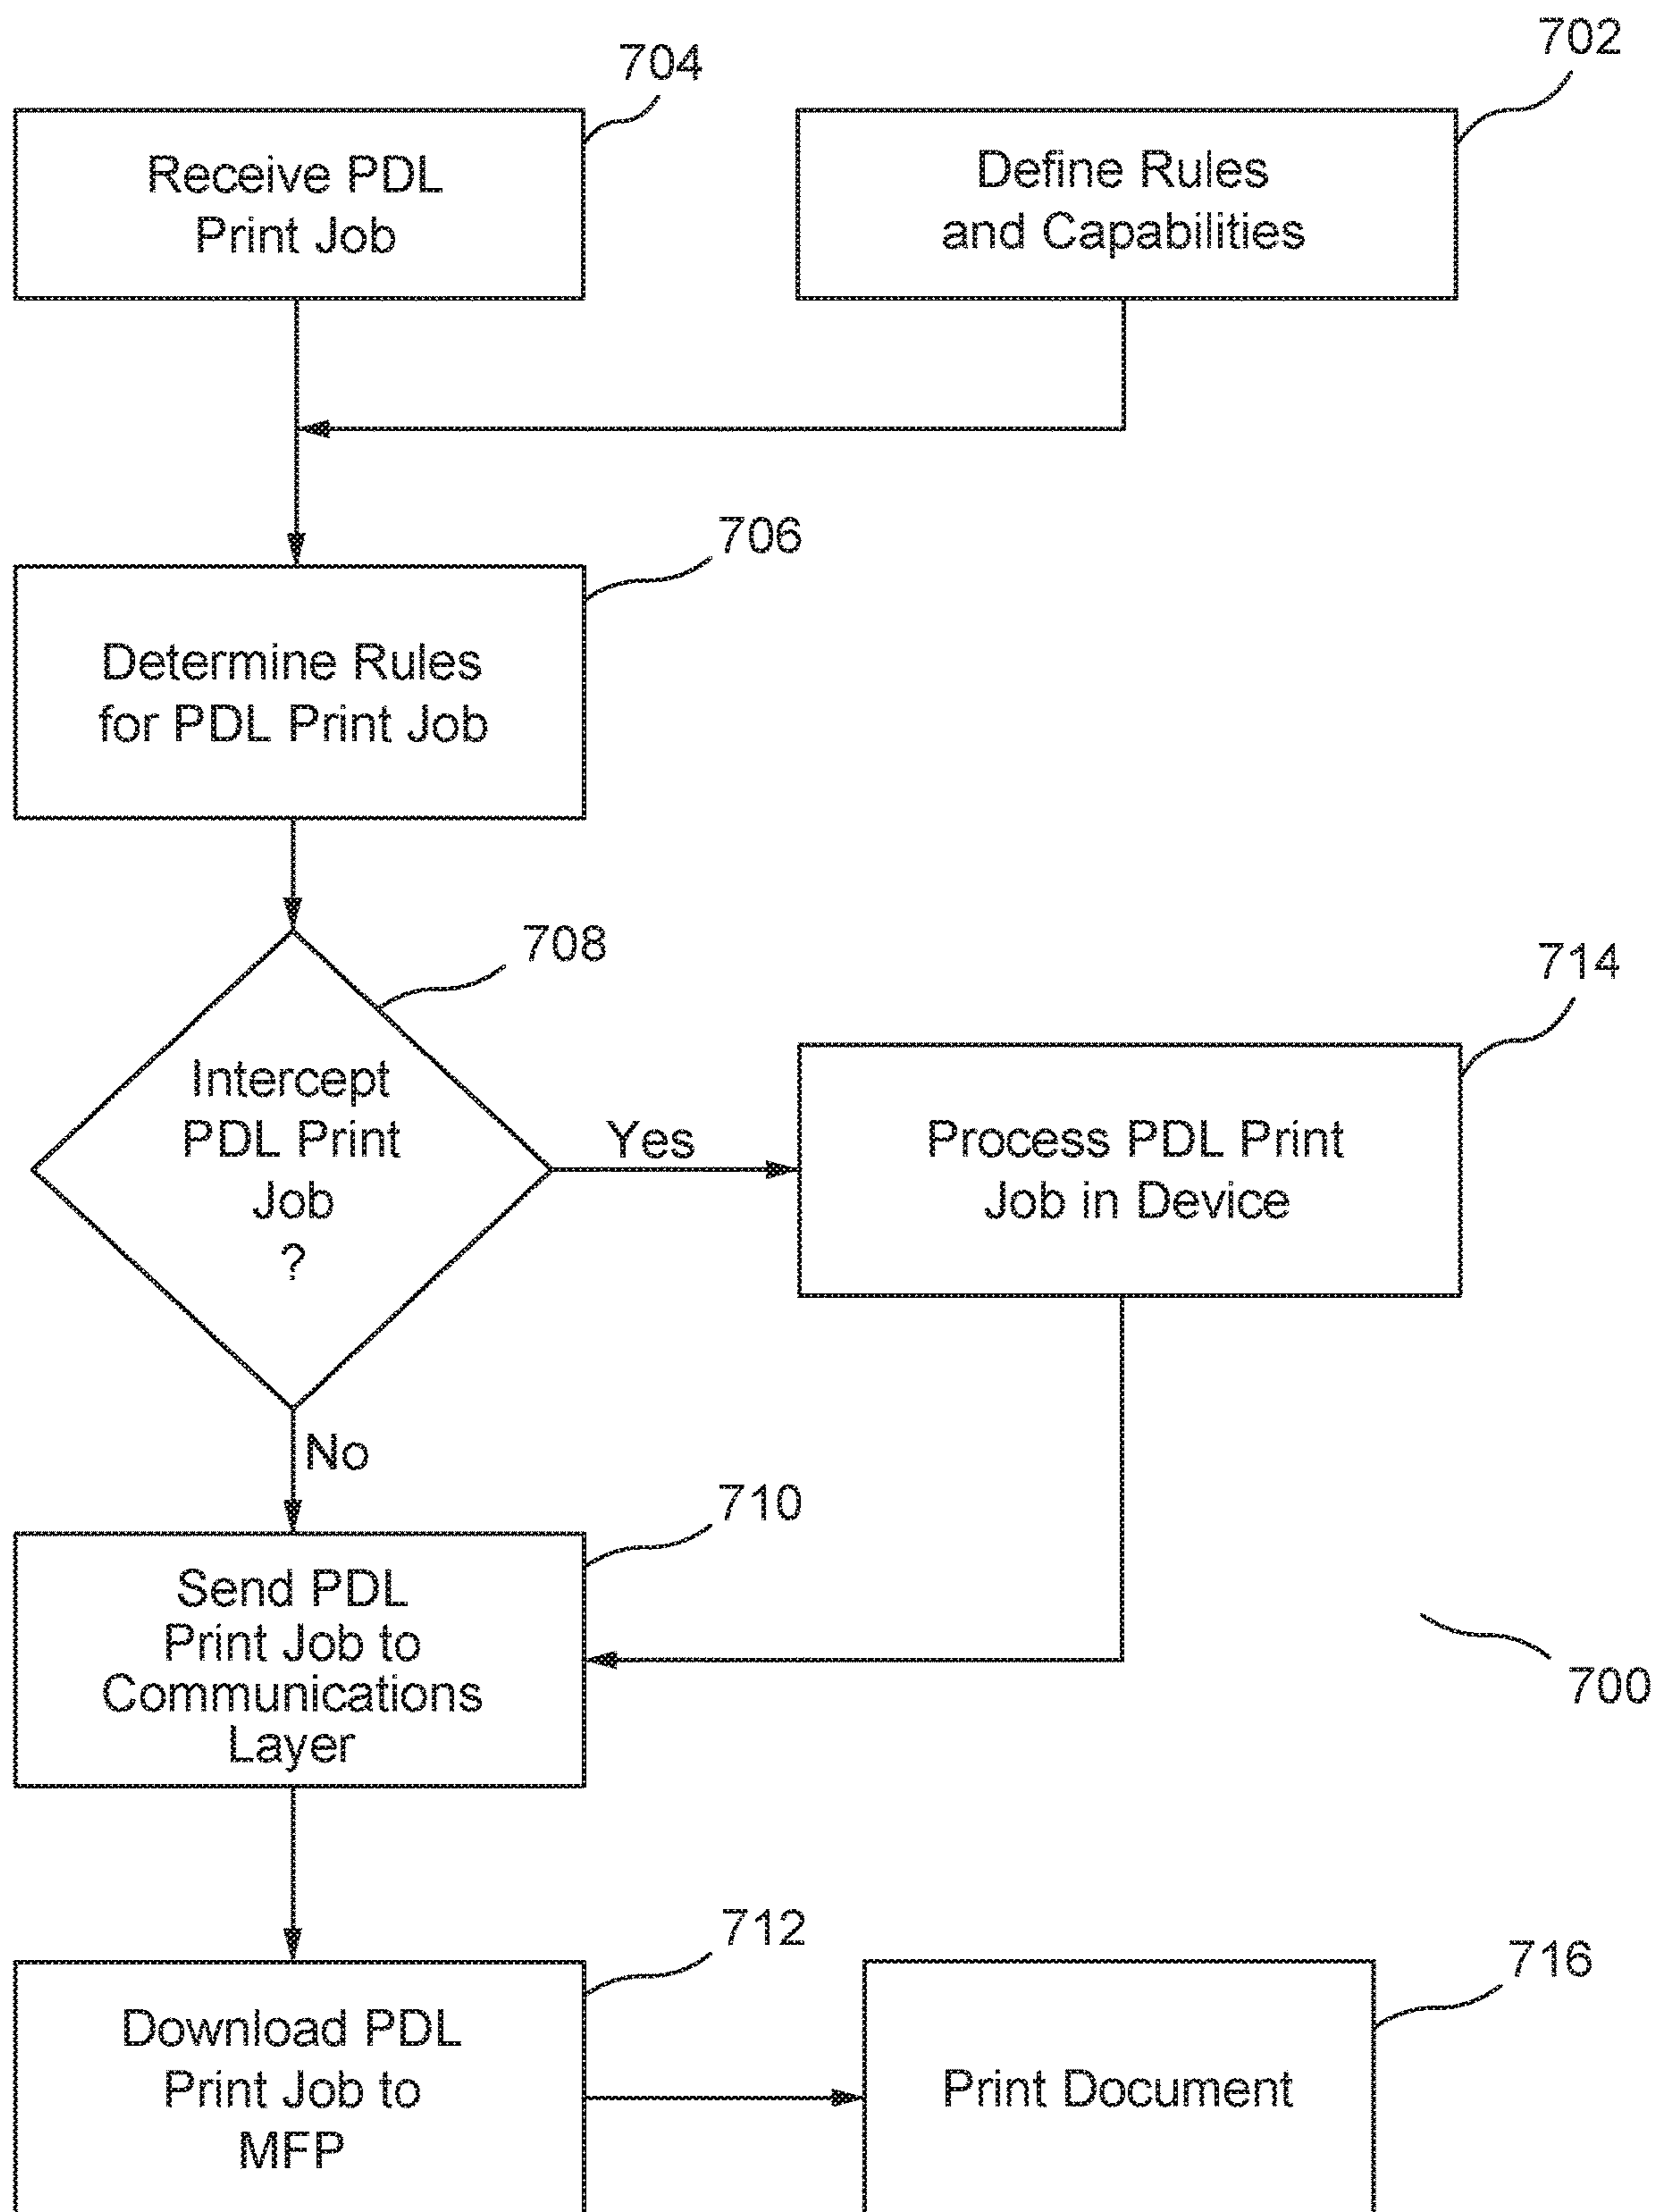 704
702
Receive PDL
Print Job
Define Rules
and Capabilities
706
Determine Rules
for PDL Print Job
708
714
Intercept
PDL Print
Job
?
Yes
Process PDL Print
Job in Device
No
710
Send PDL
Print Job to
Communications
Layer
700
712
716
Download PDL
Print Job to
MFP
Print Document